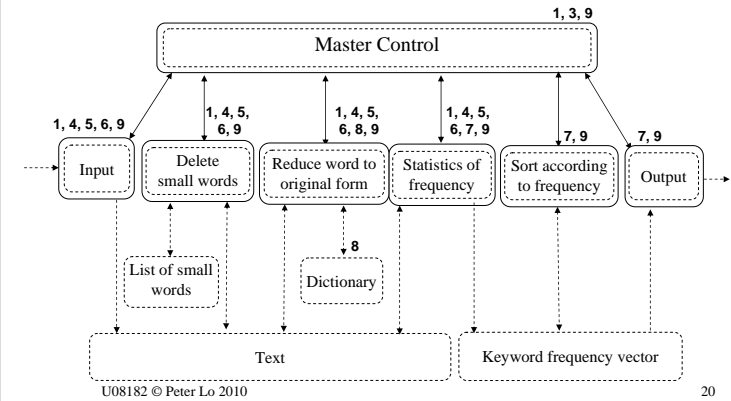 1, 3, 9
Master Control
1, 4, 5, 6, 9
1, 4, 5,
6, 9
1, 4, 5,
6, 8, 9
1, 4, 5,
6, 7, 9
7, 9
7, 9
Input
Delete
small words
Reduce word to
original form
Statistics of
frequency
Sort according
to frequency
Output
8
List of small
words
Dictionary
Text
Keyword frequency vector
U08182 © Peter Lo 2010
20